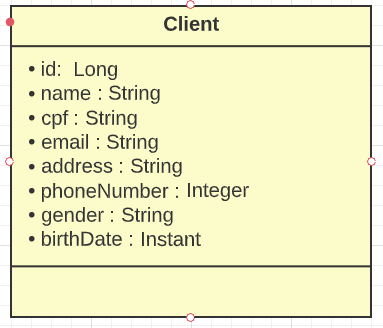 Client
• id: Long
• name : String
• cpf : String
• email : String
• address : String
• phoneNumber : Integer
• gender : String
• birthDate : Instant